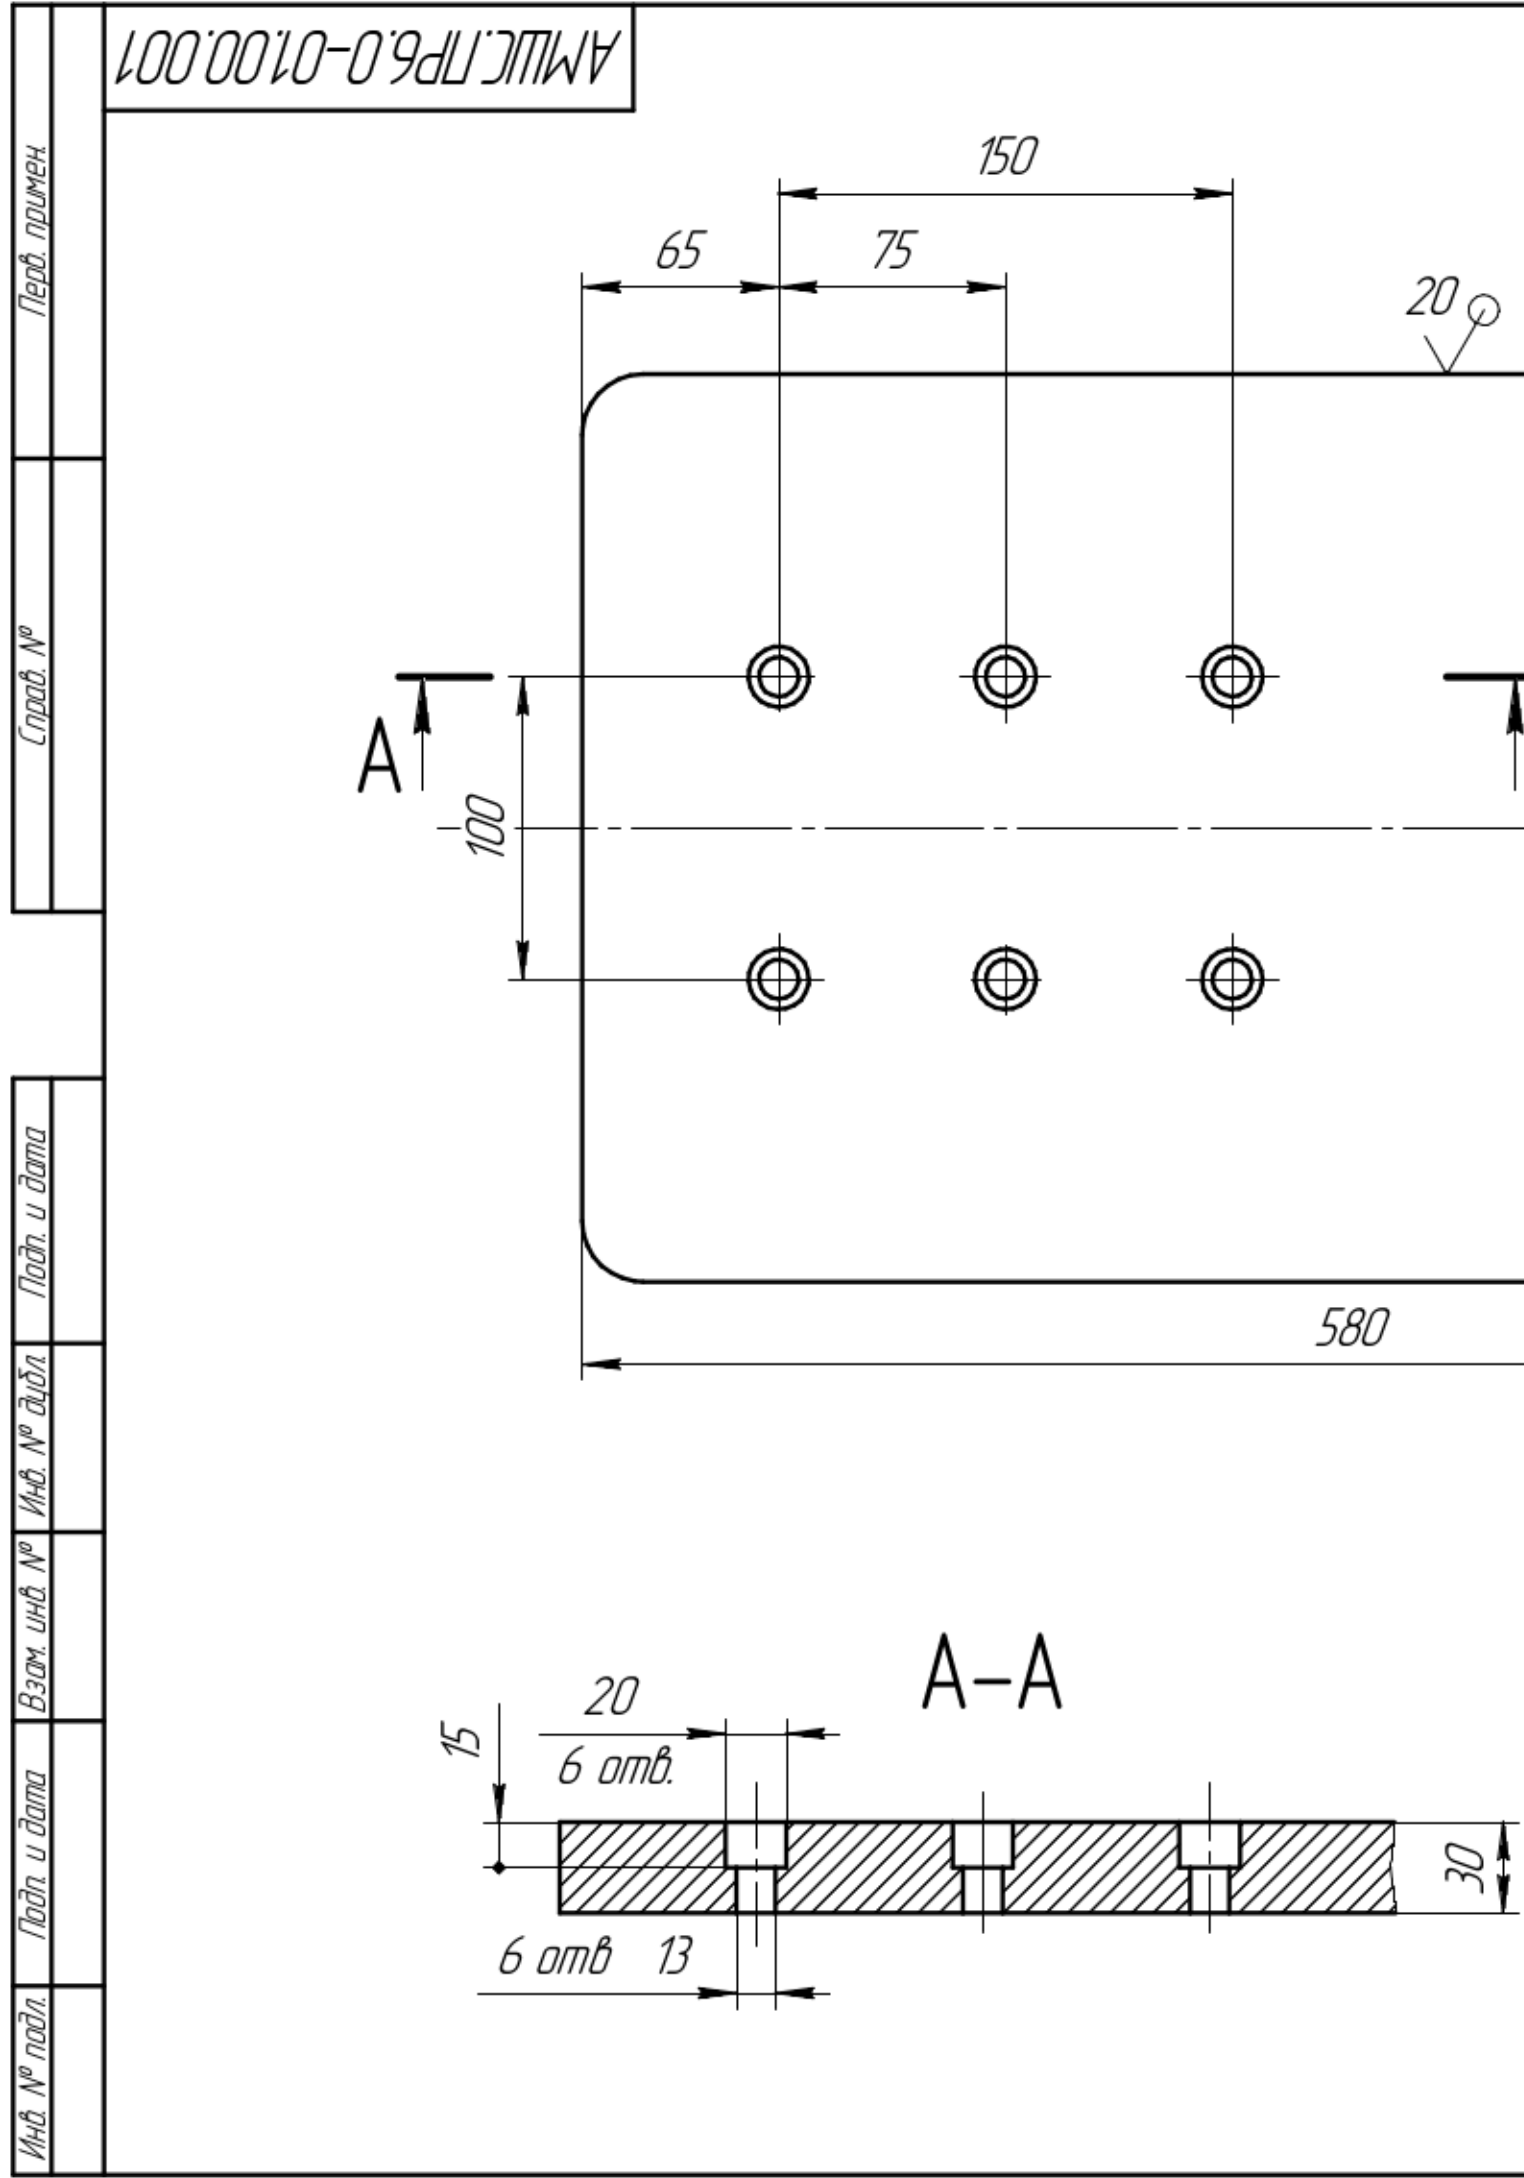 АМШС.ПР6.0-01.00.001
Перв. примен.
Справ. №
Подп. и дата
Инв. № дубл.
Взам. инв. №
Подп. и дата
Инв. № подл.
150
65
75
20
А
100
580
А-А
20
6 отв.
15
30
6 отв 13